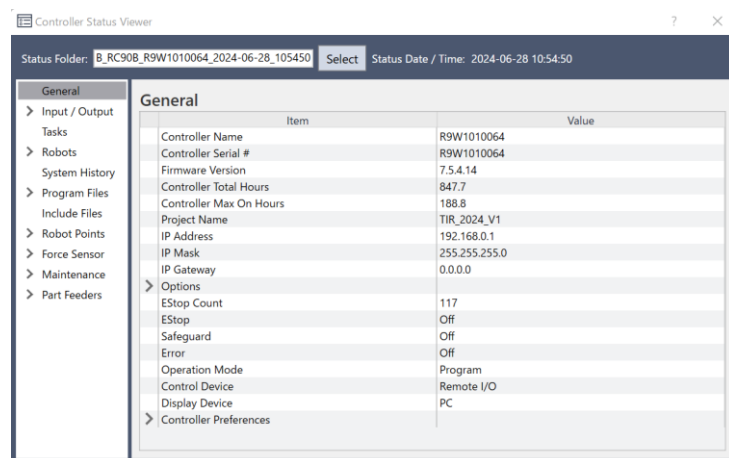 Controller Status Viewer
?
Status Folder: B_RC90B_R9W1010064_2024-06-28_105450 Select Status Date / Time: 2024-06-28 10:54:50
General
Input / Output
Tasks
Robots
System History
Program Files
Include Files
Robot Points
Force Sensor
Maintenance
Part Feeders
General
Item Value
Controller Name R9W1010064
Controller Serial # R9W1010064
Firmware Version 7.5.4.14
Controller Total Hours 847.7
Controller Max On Hours 188.8
Project Name TIR_2024_V1
IP Address 192.168.0.1
IP Mask 255.255.255.0
IP Gateway 0.0.0.0
Options
EStop Count 117
EStop Off
Safeguard Off
Error Off
Operation Mode Program
Control Device Remote I/O
Display Device PC
Controller Preferences